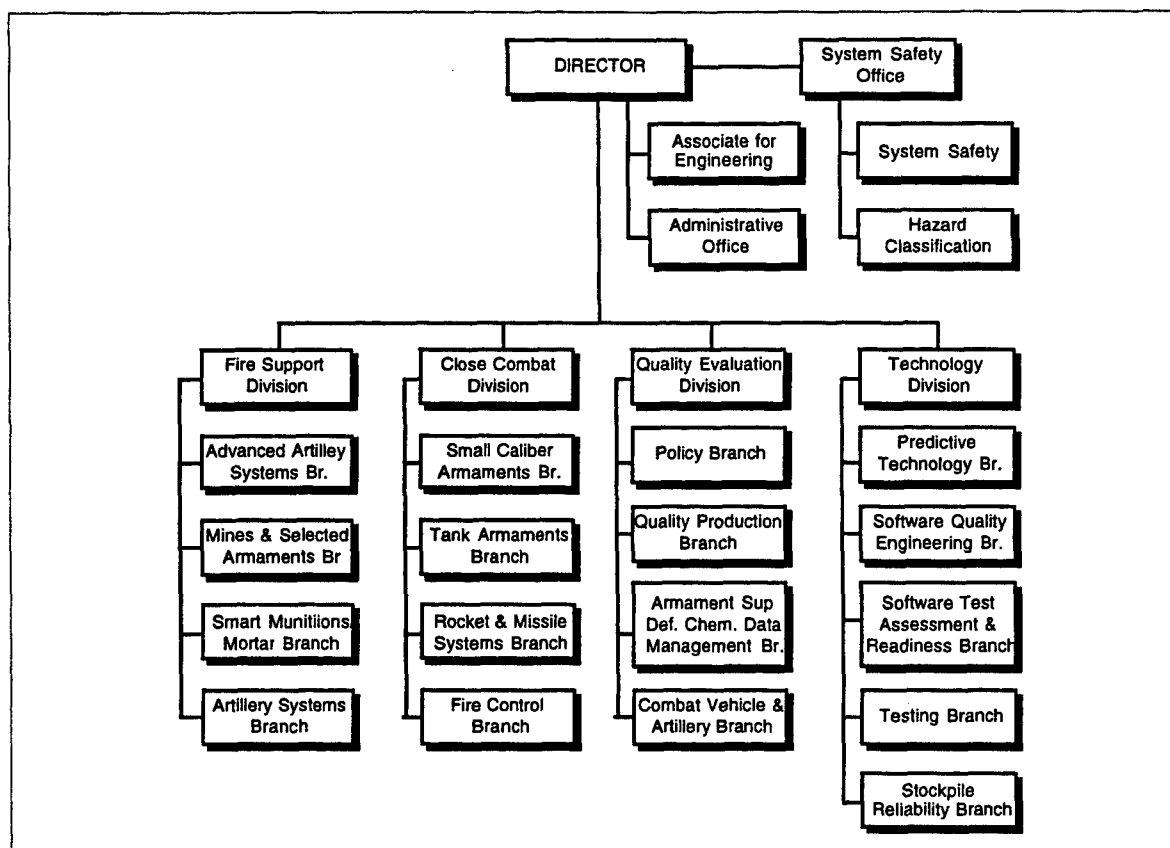 DIRECTOR
System Safety
Office
Associate for
Engineering
System Safety
Administrative
Office
Hazard
Classification
Fire Support
Division
Advanced Artilley
Systems Br.
Mines & Selected
Armaments Br
Smart Munitiions
Mortar Branch
Artillery Systems
Branch
Close Combat
Division
Small Caliber
Armaments Br.
Tank Armaments
Branch
Rocket & Missile
Systems Branch
Fire Control
Branch
Quality Evaluation
Division
Policy Branch
Quality Production
Branch
Armament Sup
Def. Chem. Data
Management Br.
Combat Vehicle &
Artillery Branch
Technology
Division
Predictive
Technology Br.
Software Quality
Engineering Br.
Software Test
Assessment &
Readiness Branch
Testing Branch
Stockpile
Reliability Branch